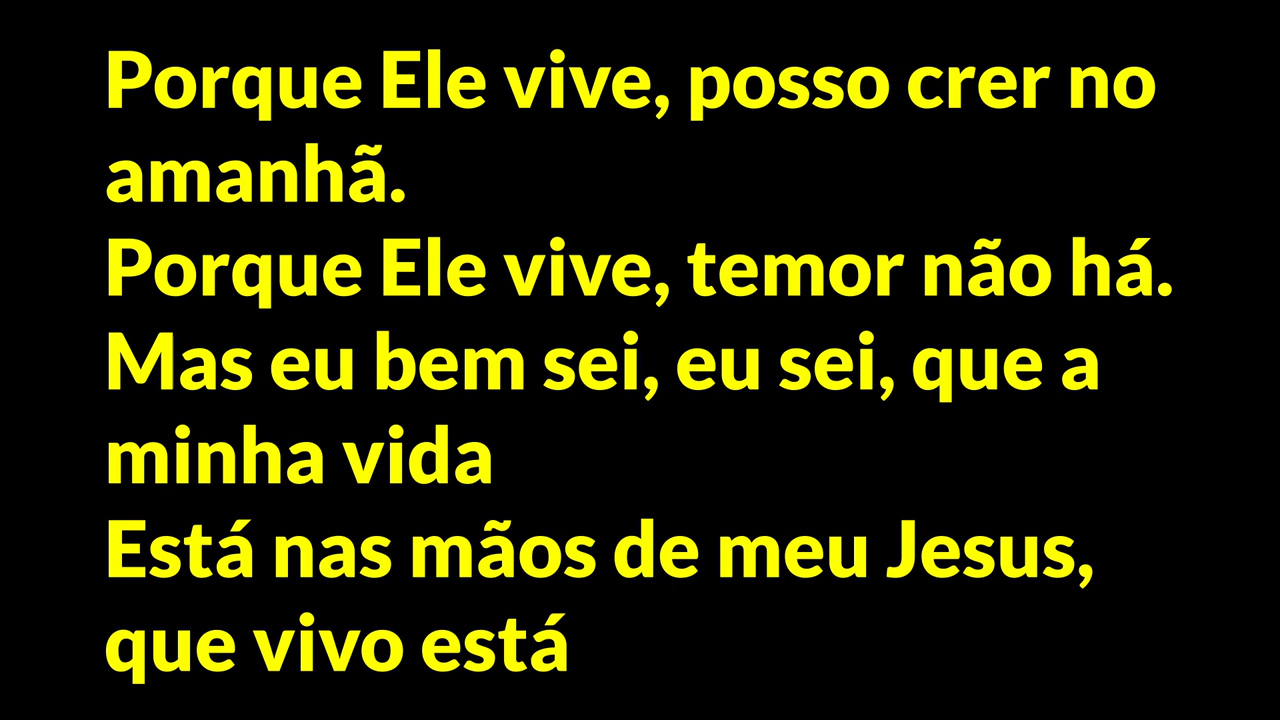 Porque Ele vive, posso crer no
amanhã.
Porque Ele vive, temor não há.
Mas eu bem sei, eu sei, que a
minha vida
Está nas mãos de meu Jesus,
que vivo está